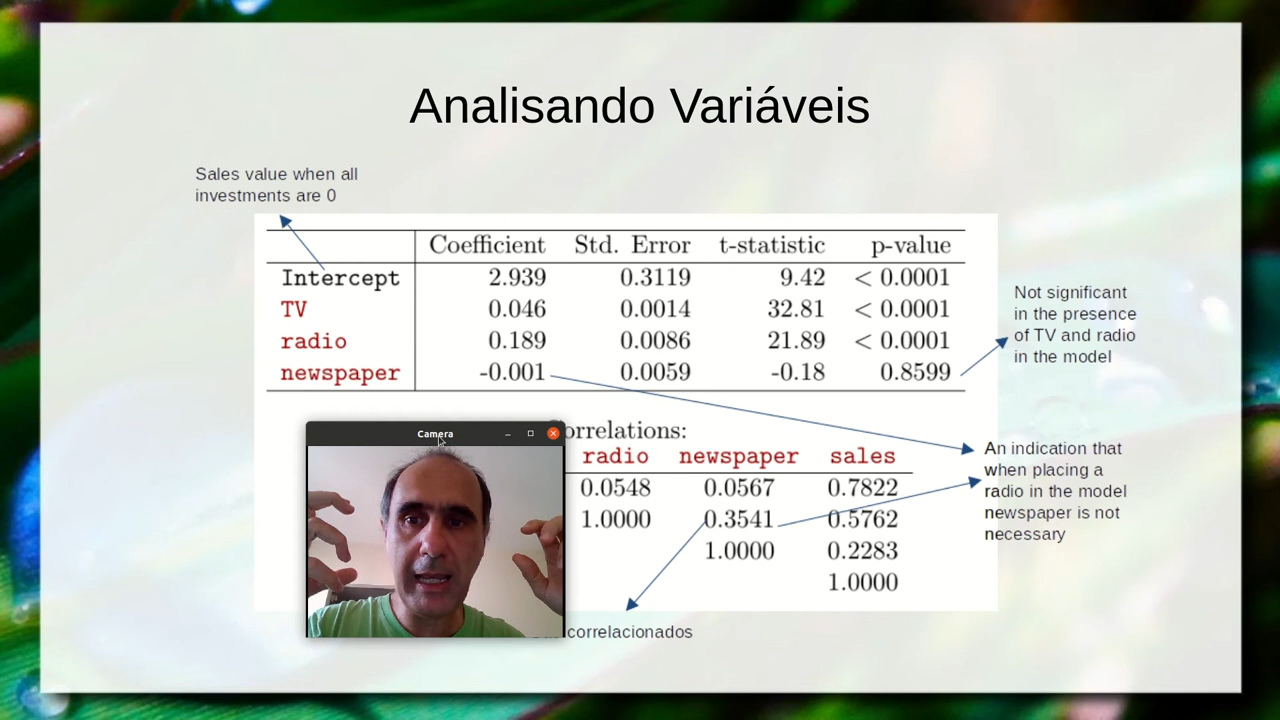 Analisando Variáveis
Sales value when all
investments are 0
Coefficient Std. Error t-statistic p-value
Intercept 2.939 0.3119 9.42 < 0.0001
TV 0.046 0.0014 32.81 < 0.0001
radio 0.189 0.0086 21.89 < 0.0001
newspaper -0.001 0.0059 -0.18 0.8599
Not significant
in the presence
of TV and radio
in the model
Camera
orrelations:
radio newspaper sales
0.0548 0.0567 0.7822
1.0000 0.3541 0.5762
1.0000 0.2283
1.0000
An indication that
when placing a
radio in the model
newspaper is not
necessary
correlacionados